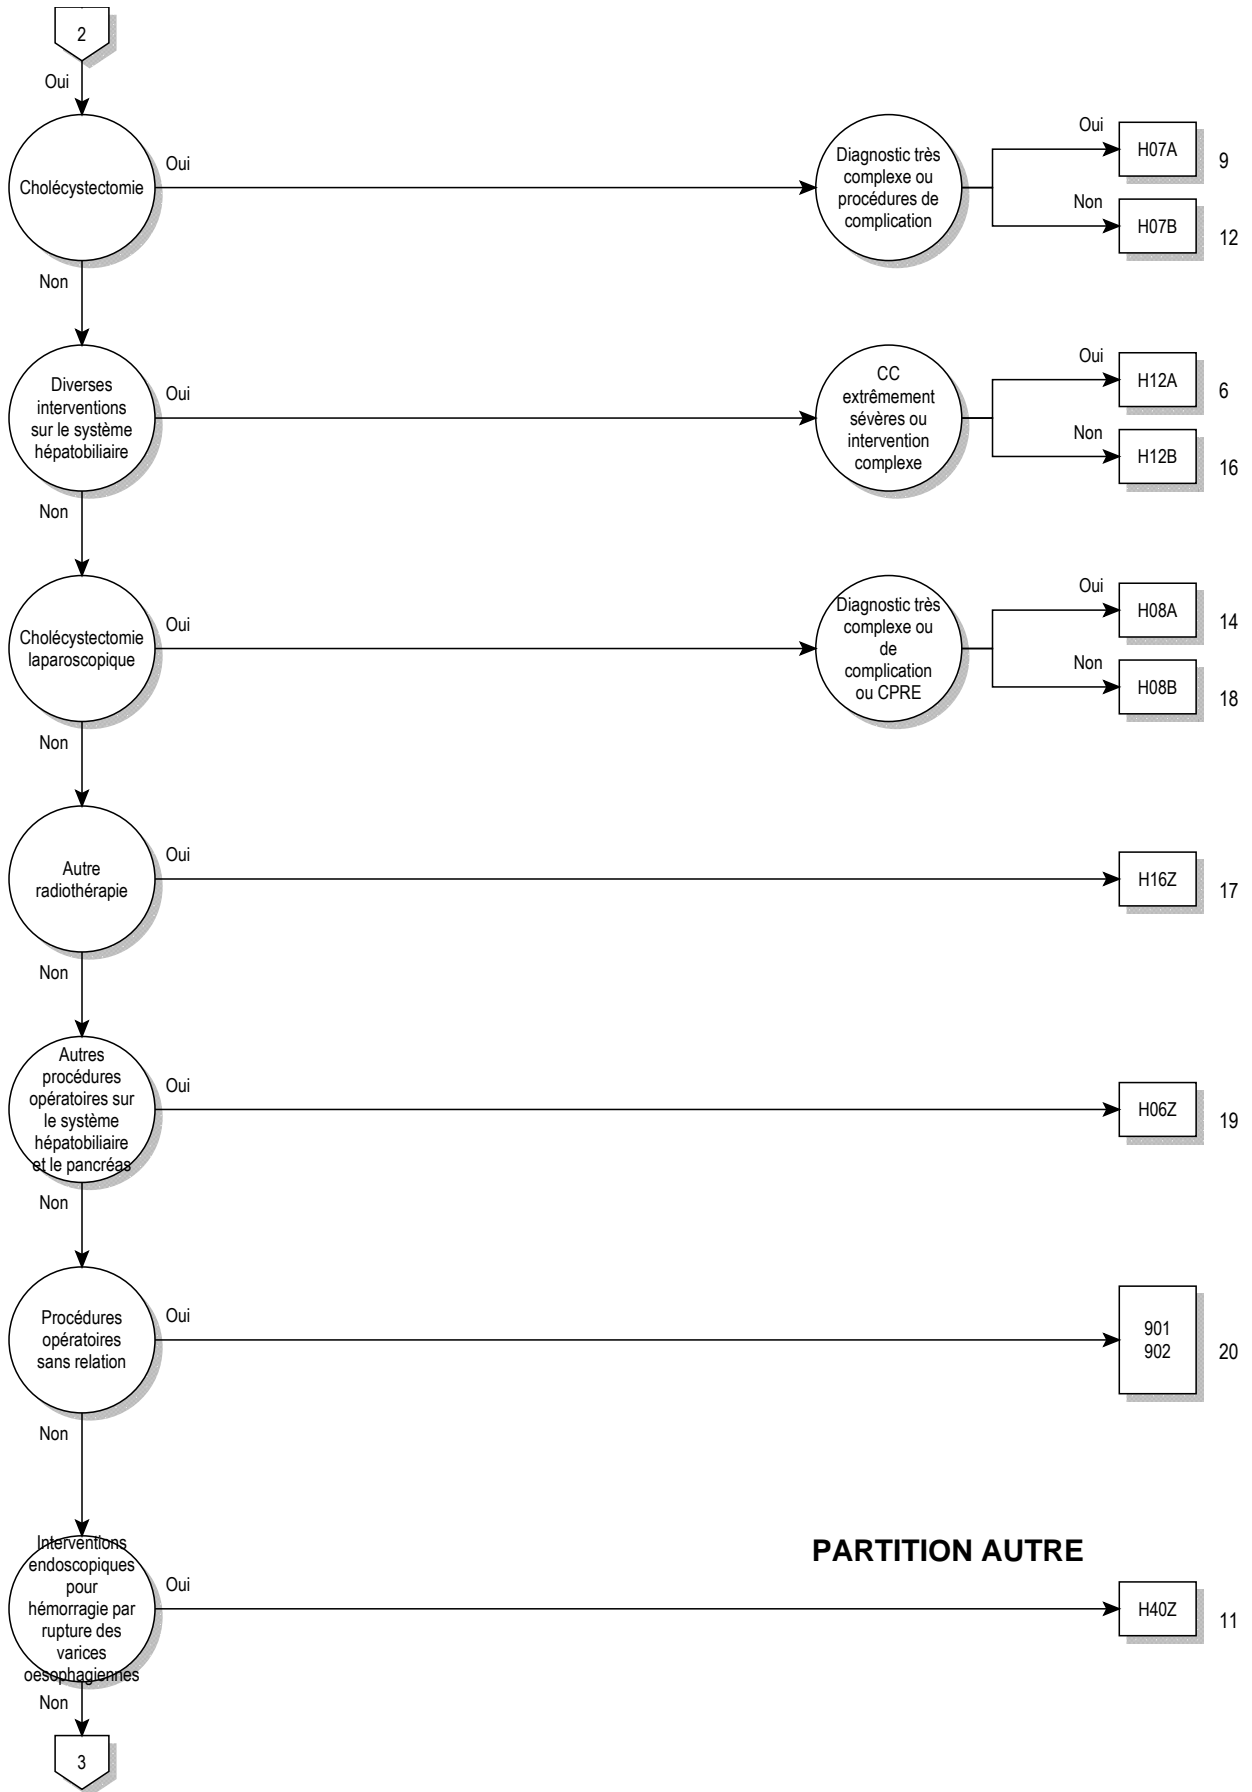 2
Oui
Cholécystectomie
Oui
Diagnostic très
complexe ou
procédures de
complication
Oui
H07A
9
Non
H07B
12
Non
Diverses
interventions
sur le système
hépatobiliaire
Oui
CC
extrêmement
sévères ou
intervention
complexe
Oui
H12A
6
Non
H12B
16
Non
Cholécystectomie
laparoscopique
Oui
Diagnostic très
complexe ou
de
complication
ou CPRE
Oui
H08A
14
Non
H08B
18
Non
Autre
radiothérapie
Oui
H16Z
17
Non
Autres
procédures
opératoires sur
le système
hépatobiliaire
et le pancréas
Oui
H06Z
19
Non
Procédures
opératoires
sans relation
Oui
901
902
20
Non
PARTITION AUTRE
Interventions
endoscopiques
pour
hémorragie par
rupture des
varices
oesophagiennes
Oui
H40Z
11
Non
3